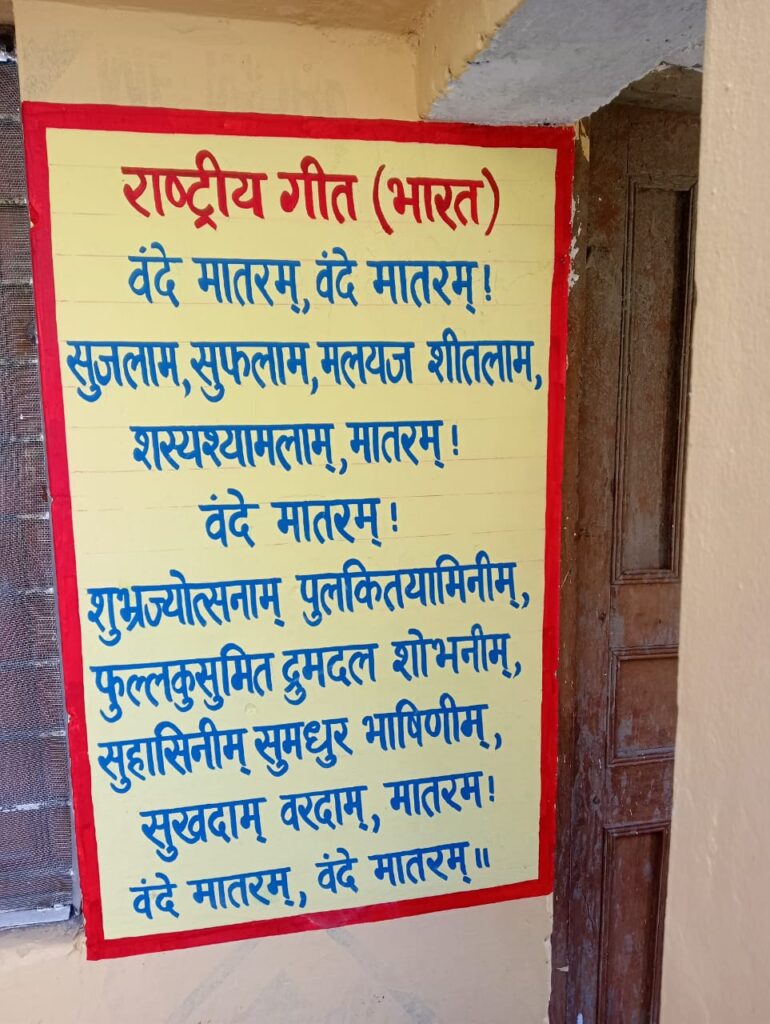 राष्ट्रीय गीत (भारत)
वंदे मातरम्, वंदे मातरम्!
सुजलाम, सुफलाम, मलयज शीतलाम,
शस्यश्यामलाम्, मातरम्!
वंदे मातरम्!
शुभ्रज्योत्सनाम् पुलकितयामिनीम्,
फुल्लकुसुमित द्रुमदल शोभनीम्,
सुहासिनीम् सुमधुर भाषिणीम्,
सुखदाम् वरदाम्, मातरम!
वंदे मातरम्, वंदे मातरम्॥